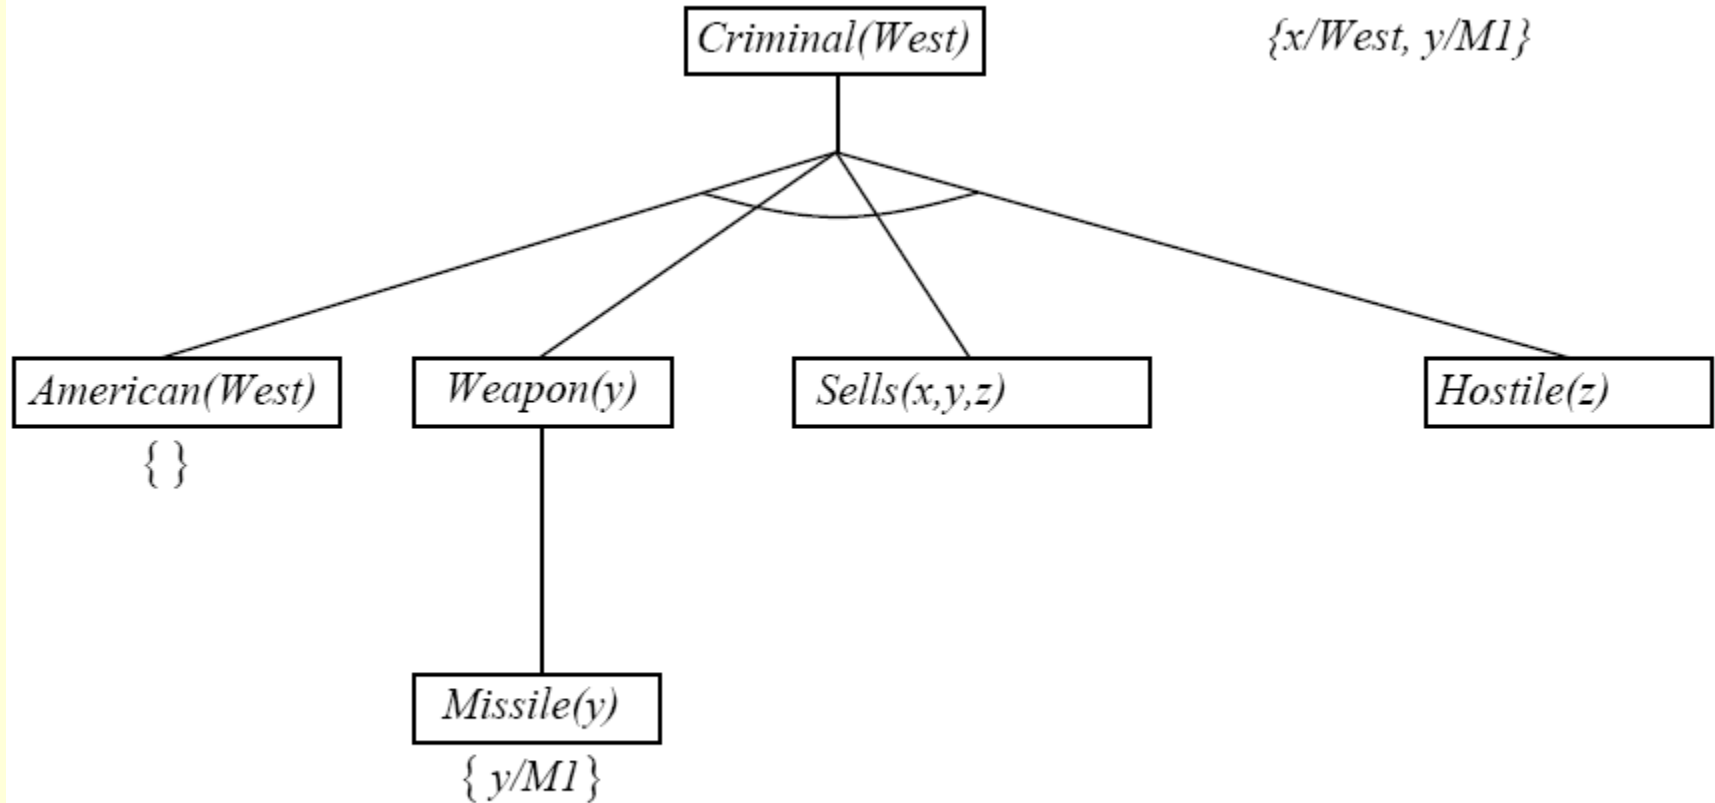 Criminal(West)
{x/West, y/M1}
American(West)
Weapon(y)
Sells(x,y,z)
Hostile(z)
{ }
Missile(y)
{ y/M1 }